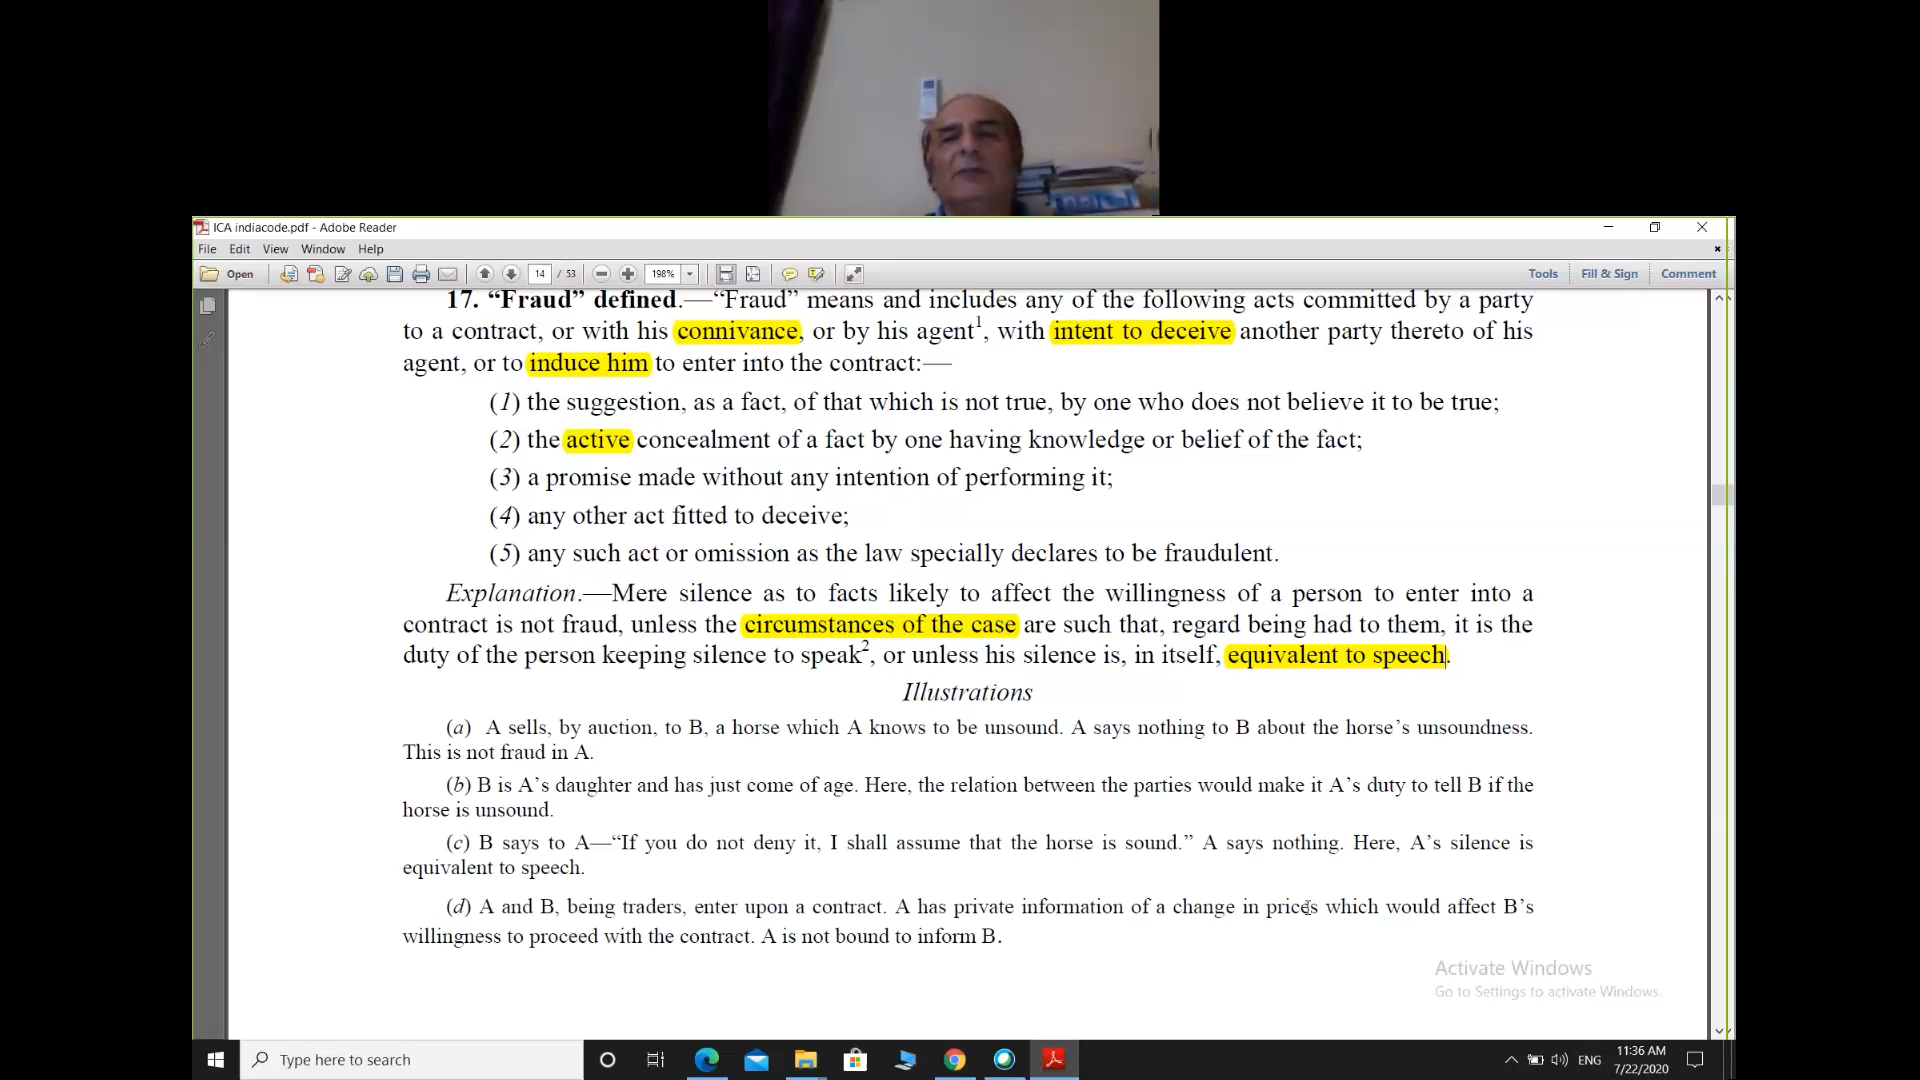 ICA indiacode.pdf - Adobe Reader
File Edit View Window Help
Open 14 / 53 198% Tools Fill & Sign Comment
17. “Fraud” defined.—“Fraud” means and includes any of the following acts committed by a party
to a contract, or with his connivance, or by his agent1, with intent to deceive another party thereto of his
agent, or to induce him to enter into the contract:—
(1) the suggestion, as a fact, of that which is not true, by one who does not believe it to be true;
(2) the active concealment of a fact by one having knowledge or belief of the fact;
(3) a promise made without any intention of performing it;
(4) any other act fitted to deceive;
(5) any such act or omission as the law specially declares to be fraudulent.
Explanation.—Mere silence as to facts likely to affect the willingness of a person to enter into a
contract is not fraud, unless the circumstances of the case are such that, regard being had to them, it is the
duty of the person keeping silence to speak2, or unless his silence is, in itself, equivalent to speech.
Illustrations
(a) A sells, by auction, to B, a horse which A knows to be unsound. A says nothing to B about the horse’s unsoundness.
This is not fraud in A.
(b) B is A’s daughter and has just come of age. Here, the relation between the parties would make it A’s duty to tell B if the
horse is unsound.
(c) B says to A—“If you do not deny it, I shall assume that the horse is sound.” A says nothing. Here, A’s silence is
equivalent to speech.
(d) A and B, being traders, enter upon a contract. A has private information of a change in prices which would affect B’s
willingness to proceed with the contract. A is not bound to inform B.
Activate Windows
Go to Settings to activate Windows.
Type here to search
ENG
11:36 AM
7/22/2020